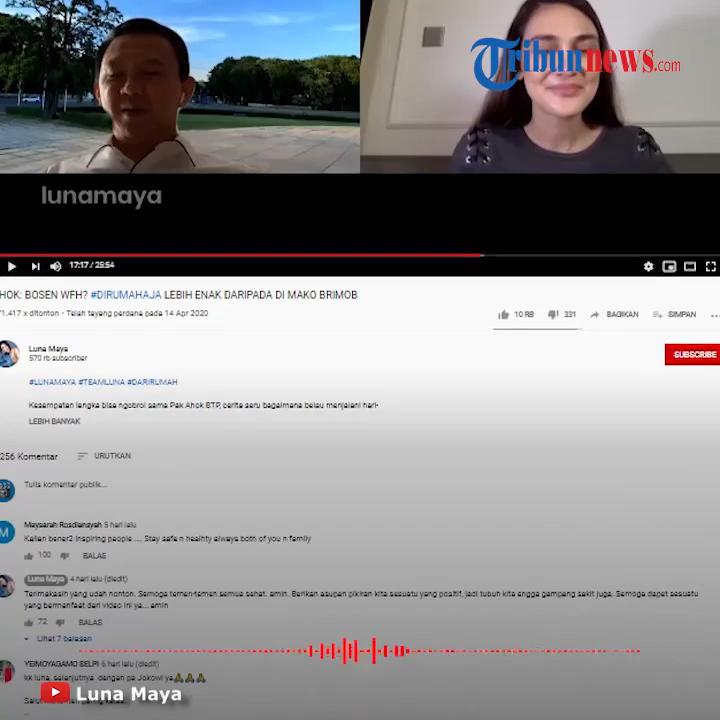 Tribunnews.com
lunamaya
17:17 / 25:54
HOK: BOSEN WFH? #DIRUMAHAJA LEBIH ENAK DARIPADA DI MAKO BRIMOB
71.417 x ditonton • Telah tayang perdana pada 14 Apr 2020
10 RB 331 BAGIKAN SIMPAN
Luna Maya
570 rb subscriber
SUBSCRIBE
#LUNAMAYA #TEAMLUNA #DARIRUMAH
Kesempatan langka bisa ngobrol sama Pak Ahok BTP, cerita seru bagaimana beliau menjalani hari-
LEBIH BANYAK
256 Komentar URUTKAN
Tulis komentar publik...
M
Maysarah Rosdiansyah 5 hari lalu
Kalian bener2 inspiring people .... Stay safe n healhty always both of you n family
100 BALAS
Luna Maya 4 hari lalu (diedit)
Terimakasih yang udah nonton. Semoga temen-temen semua sehat. amin. Berikan asupan pikiran kita sesuatu yang positif, jadi tubuh kita engga gampang sakit juga. Semoga dapet sesuatu
yang bermanfaat dari video ini ya... amin
72 BALAS
Lihat 7 balasan
YEIMOYAGAMO SELPI 6 hari lalu (diedit)
kk luna, selanjutnya dengan pa Jokowi ya🙏🙏🙏
Luna Maya